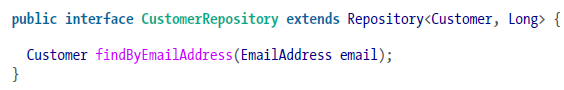 public interface CustomerRepository extends Repository<Customer, Long> {
Customer findByEmailAddress(EmailAddress email);
}